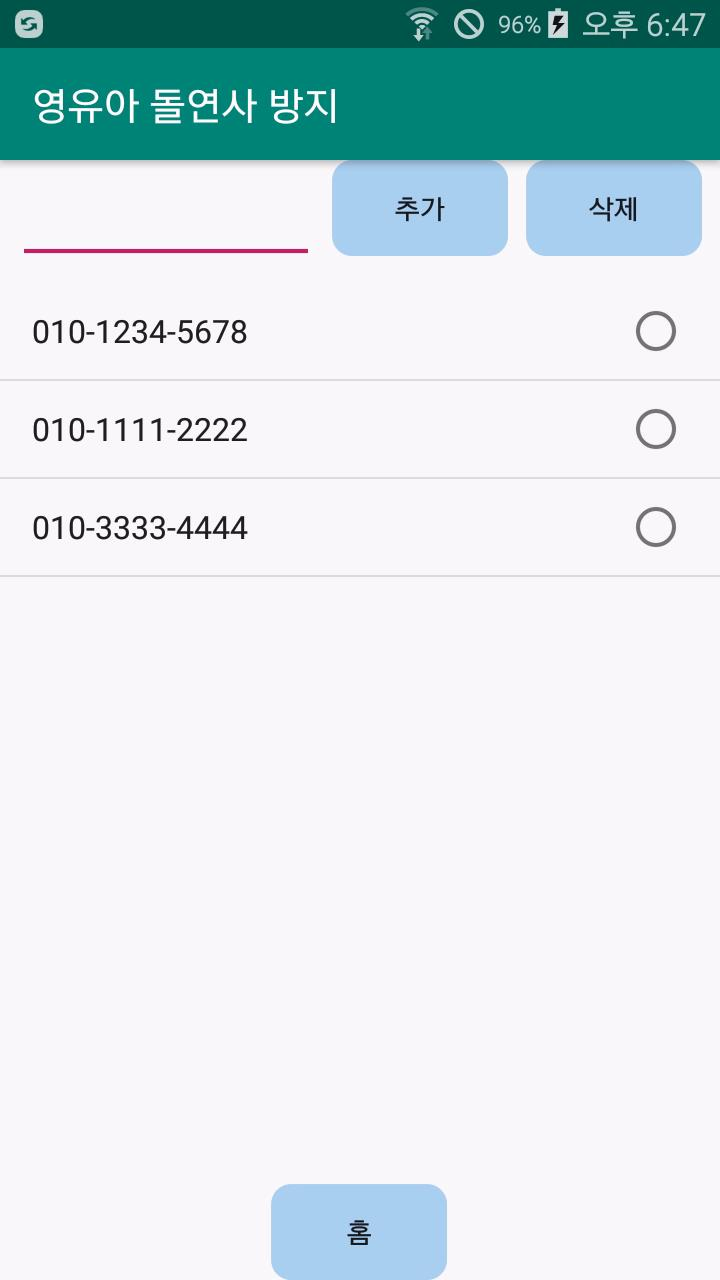 96% 오후 6:47
영유아 돌연사 방지
추가 삭제
010-1234-5678
010-1111-2222
010-3333-4444
홈